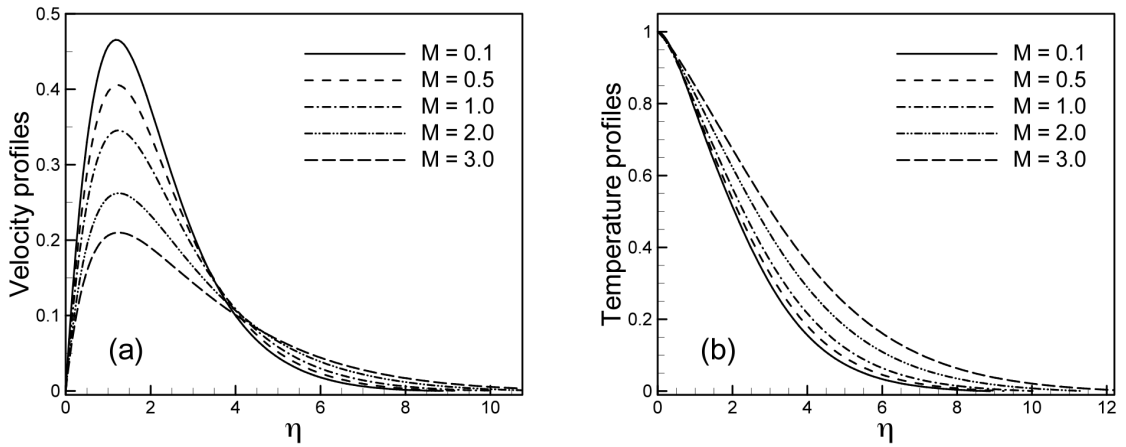 0.5
0.4
0.3
0.2
0.1
0
0 2 4 6 8 10
Velocity profiles
η
M = 0.1
M = 0.5
M = 1.0
M = 2.0
M = 3.0
(a)
1
0.8
0.6
0.4
0.2
0
0 2 4 6 8 10 12
Temperature profiles
η
M = 0.1
M = 0.5
M = 1.0
M = 2.0
M = 3.0
(b)